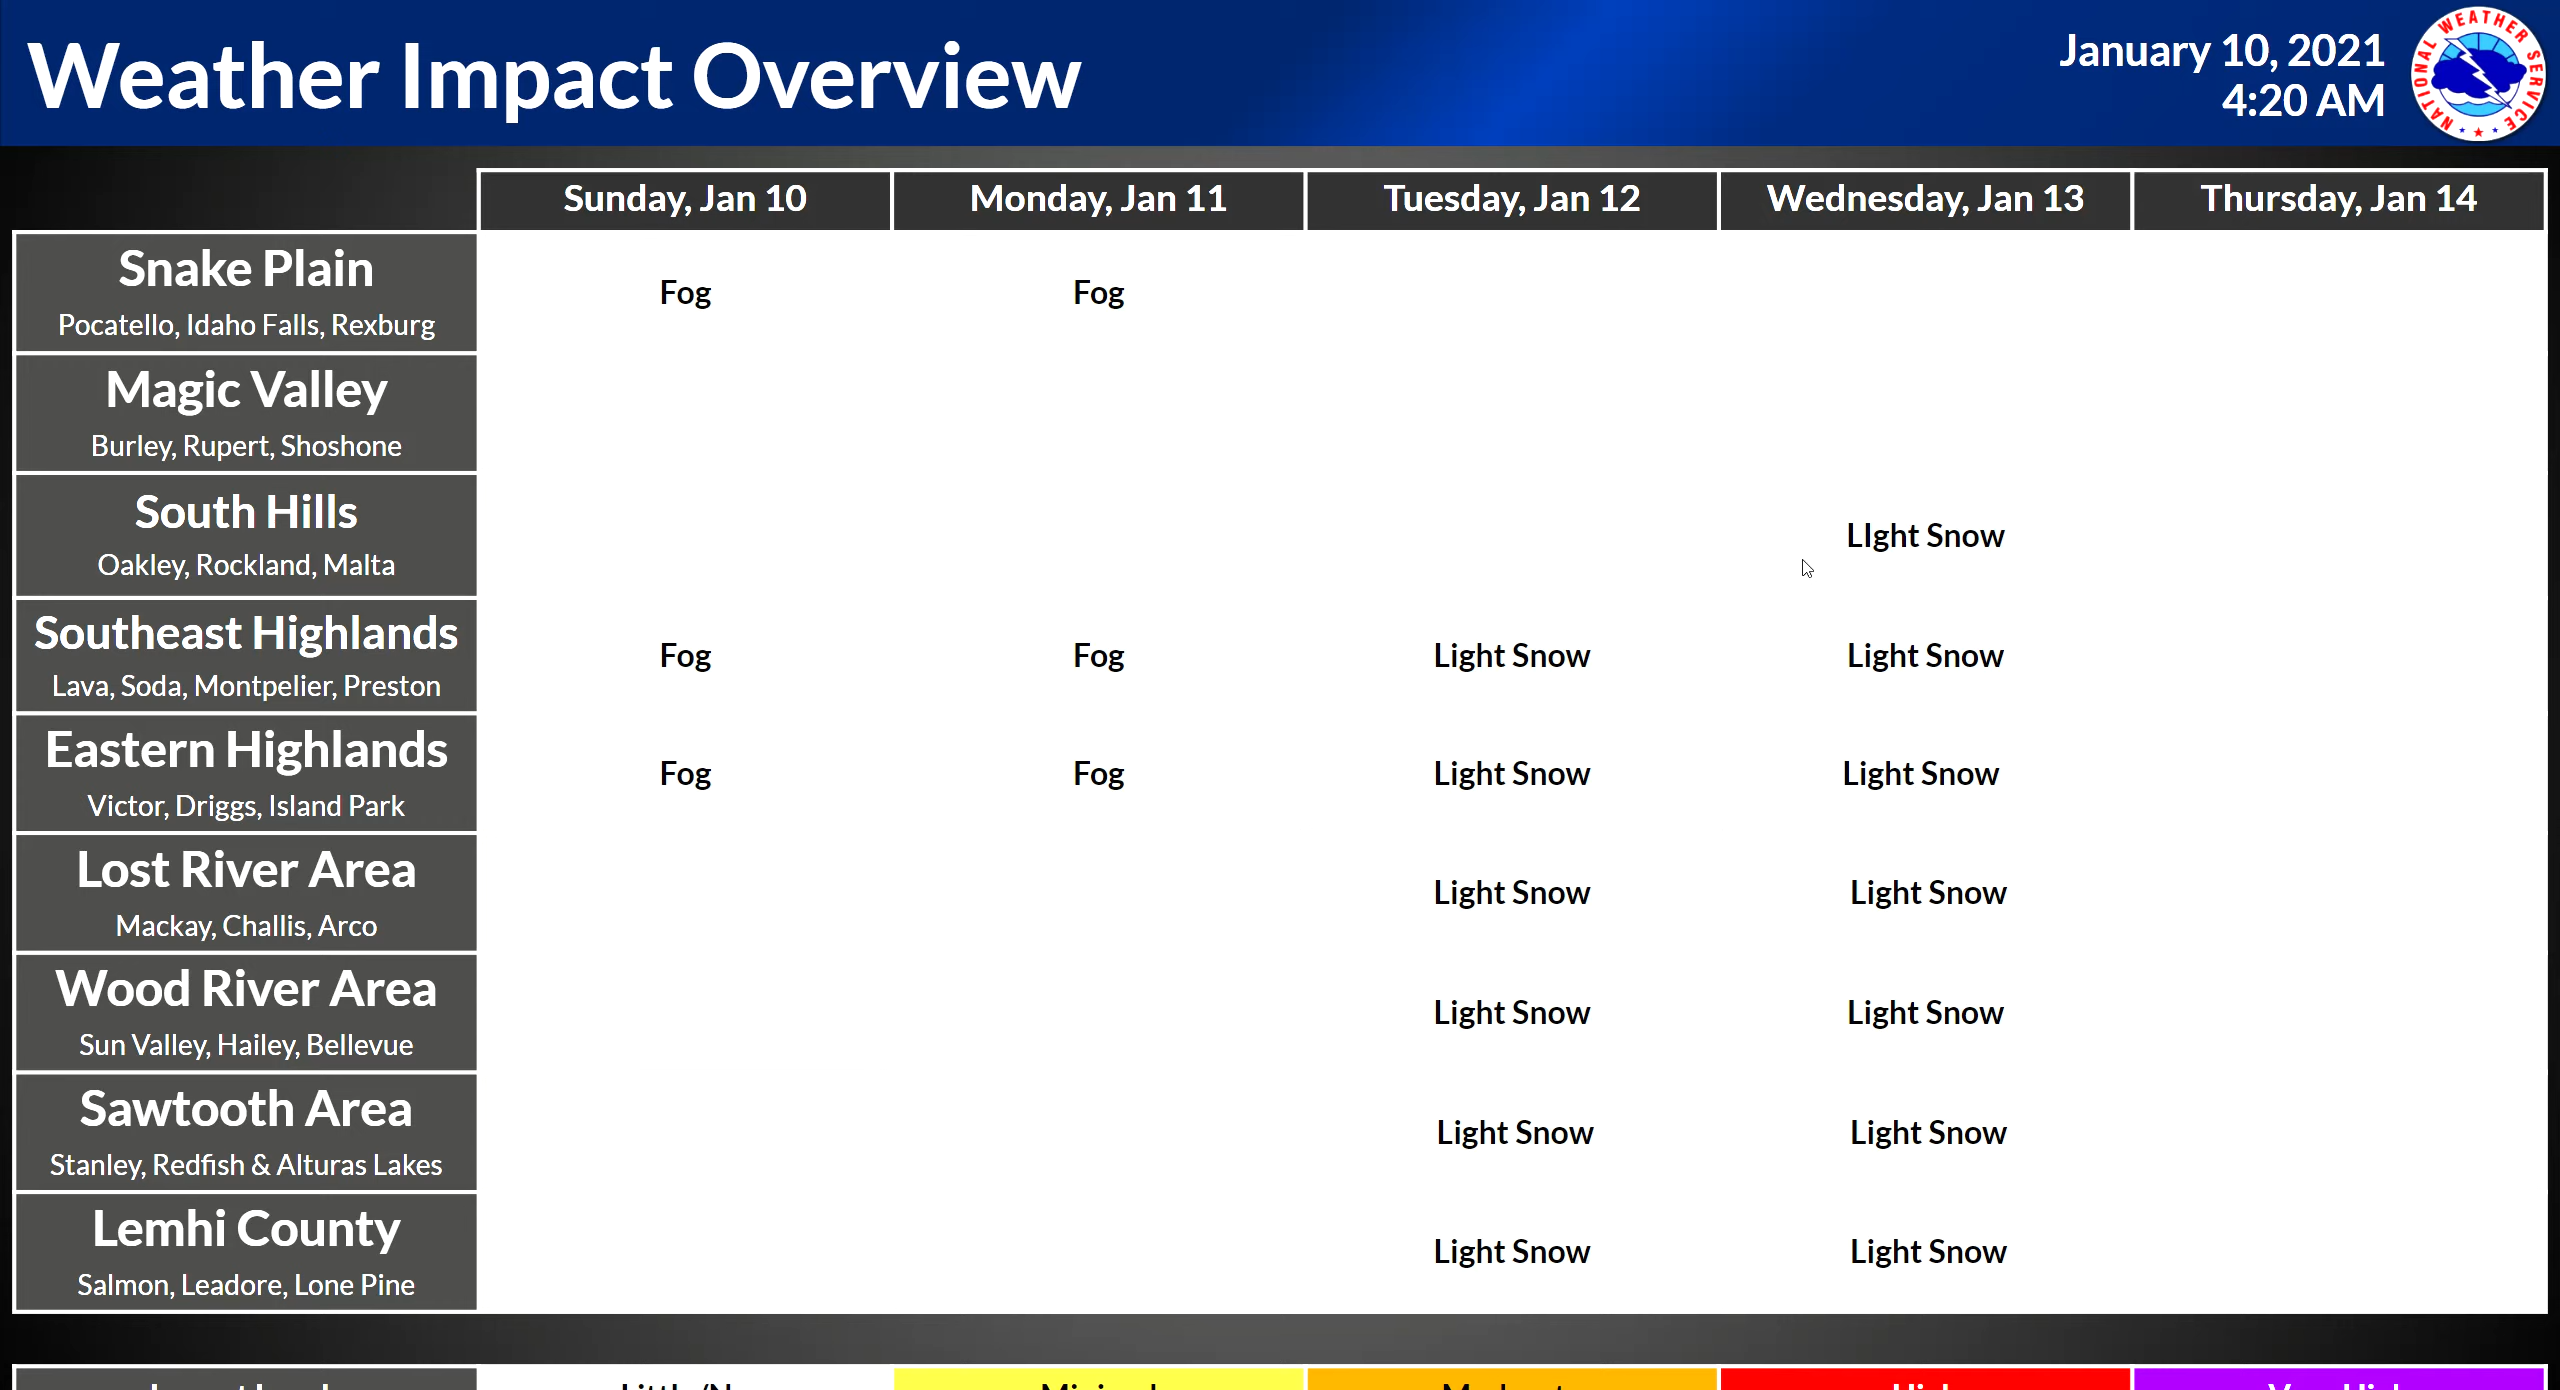 Weather Impact Overview
January 10, 2021
4:20 AM
NATIONAL WEATHER SERVICE
Sunday, Jan 10 Monday, Jan 11 Tuesday, Jan 12 Wednesday, Jan 13 Thursday, Jan 14
Snake Plain
Pocatello, Idaho Falls, Rexburg
Fog Fog
Magic Valley
Burley, Rupert, Shoshone
South Hills
Oakley, Rockland, Malta
LIght Snow
Southeast Highlands
Lava, Soda, Montpelier, Preston
Fog Fog Light Snow Light Snow
Eastern Highlands
Victor, Driggs, Island Park
Fog Fog Light Snow Light Snow
Lost River Area
Mackay, Challis, Arco
Light Snow Light Snow
Wood River Area
Sun Valley, Hailey, Bellevue
Light Snow Light Snow
Sawtooth Area
Stanley, Redfish & Alturas Lakes
Light Snow Light Snow
Lemhi County
Salmon, Leadore, Lone Pine
Light Snow Light Snow